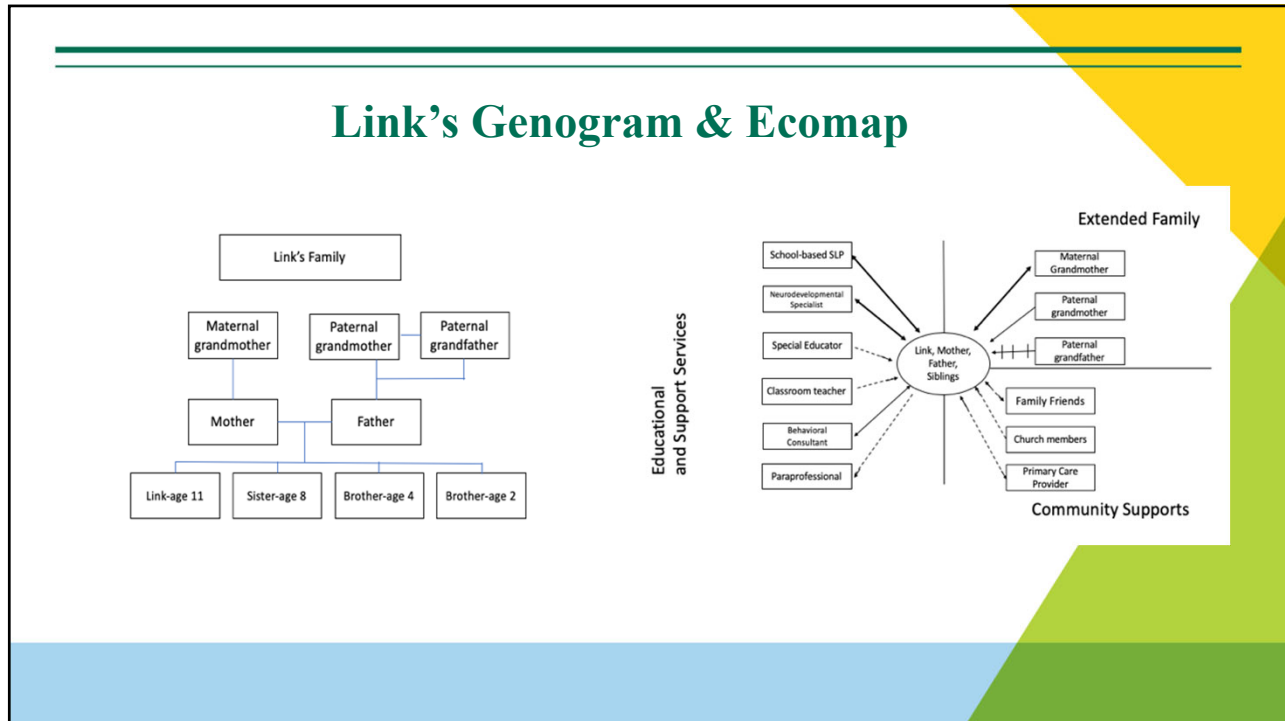 Link’s Genogram & Ecomap
Link's Family
Maternal
grandmother
Paternal
grandmother
Paternal
grandfather
Mother
Father
Link-age 11
Sister-age 8
Brother-age 4
Brother-age 2
Educational
and Support Services
School-based SLP
Neurodevelopmental
Specialist
Special Educator
Classroom teacher
Behavioral
Consultant
Paraprofessional
Link, Mother,
Father,
Siblings
Extended Family
Maternal
Grandmother
Paternal
grandmother
Paternal
grandfather
Family Friends
Church members
Primary Care
Provider
Community Supports